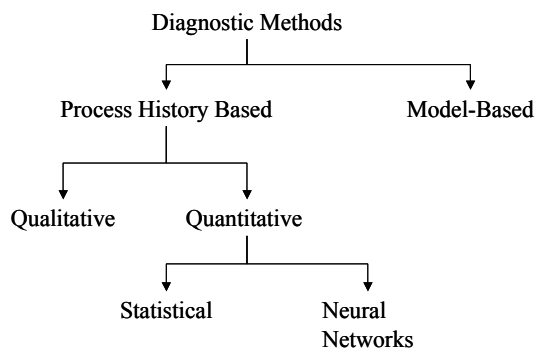 Diagnostic Methods
Process History Based
Model-Based
Qualitative
Quantitative
Statistical
Neural
Networks